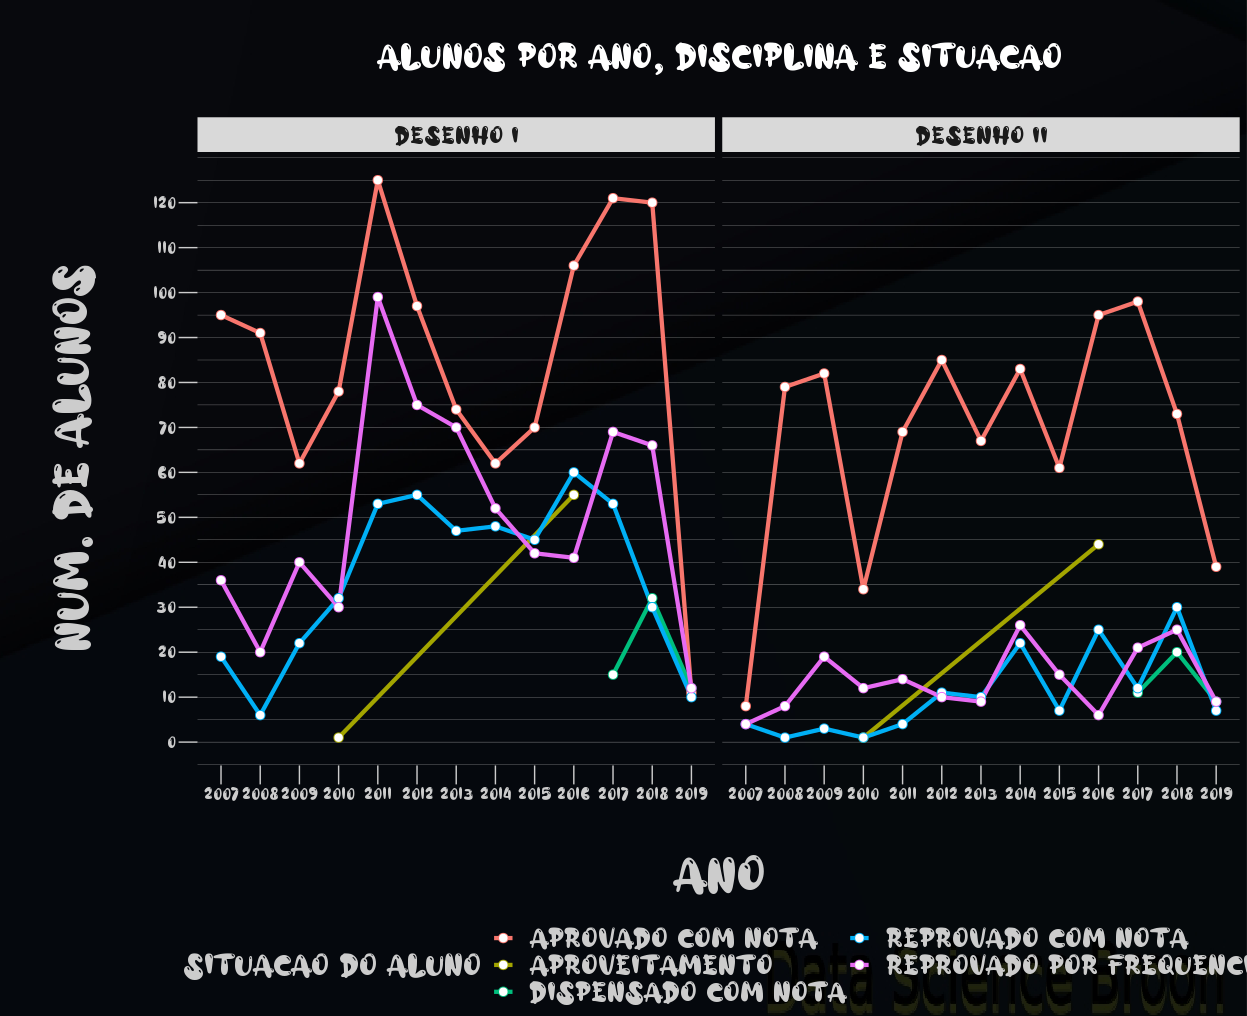 ALUNOS POR ANO, DISCIPLINA E SITUACAO
DESENHO I
DESENHO II
NUM. DE ALUNOS
120
110
100
90
80
70
60
50
40
30
20
10
0
2007 2008 2009 2010 2011 2012 2013 2014 2015 2016 2017 2018 2019
2007 2008 2009 2010 2011 2012 2013 2014 2015 2016 2017 2018 2019
ANO
SITUACAO DO ALUNO
APROVADO COM NOTA
APROVEITAMENTO
DISPENSADO COM NOTA
REPROVADO COM NOTA
REPROVADO POR FREQUENCI
Data Science Broon